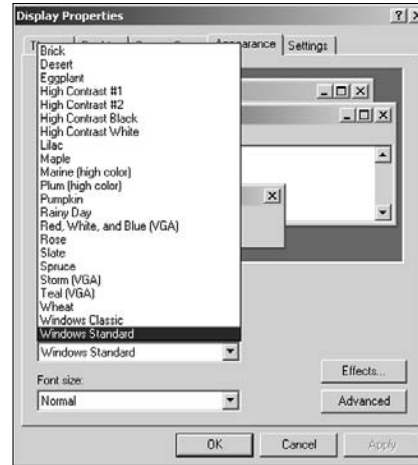 Display Properties
Appearance Settings
Brick
Desert
Eggplant
High Contrast #1
High Contrast #2
High Contrast Black
High Contrast White
Lilac
Maple
Marine (high color)
Plum (high color)
Pumpkin
Rainy Day
Red, White, and Blue (VGA)
Rose
Slate
Spruce
Storm (VGA)
Teal (VGA)
Wheat
Windows Classic
Windows Standard
Windows Standard
Effects...
Font size:
Normal
Advanced
OK Cancel Apply